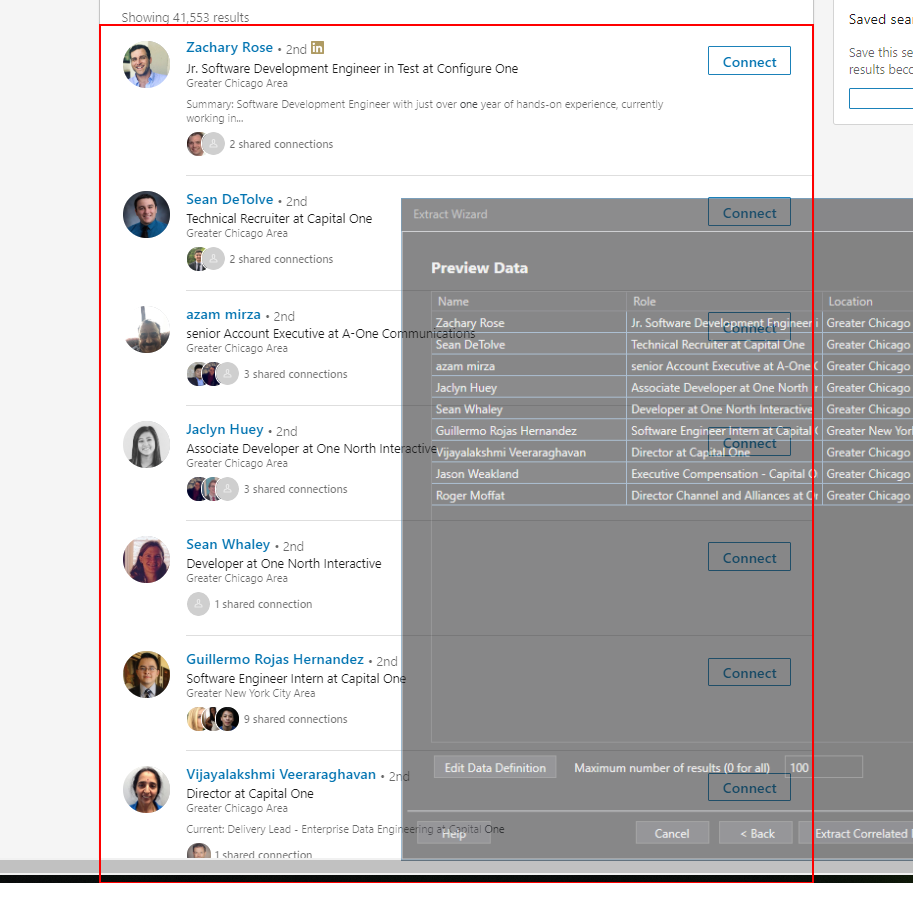 Showing 41,553 results
Zachary Rose • 2nd in
Jr. Software Development Engineer in Test at Configure One
Greater Chicago Area
Summary: Software Development Engineer with just over one year of hands-on experience, currently
working in...
2 shared connections
Connect
Saved sear
Save this se
results beco
Sean DeTolve • 2nd
Technical Recruiter at Capital One
Greater Chicago Area
2 shared connections
Connect
azam mirza • 2nd
senior Account Executive at A-One Communications
Greater Chicago Area
3 shared connections
Connect
Jaclyn Huey • 2nd
Associate Developer at One North Interactive
Greater Chicago Area
3 shared connections
Connect
Sean Whaley • 2nd
Developer at One North Interactive
Greater Chicago Area
1 shared connection
Connect
Guillermo Rojas Hernandez • 2nd
Software Engineer Intern at Capital One
Greater New York City Area
9 shared connections
Connect
Vijayalakshmi Veeraraghavan • 2nd
Director at Capital One
Greater Chicago Area
Current: Delivery Lead - Enterprise Data Engineering at Capital One
1 shared connection
Connect
Extract Wizard
Preview Data
Name Role Location
Zachary Rose Jr. Software Development Engineer i Greater Chicago
Sean DeTolve Technical Recruiter at Capital One Greater Chicago
azam mirza senior Account Executive at A-One C Greater Chicago
Jaclyn Huey Associate Developer at One North Greater Chicago
Sean Whaley Developer at One North Interactive Greater Chicago
Guillermo Rojas Hernandez Software Engineer Intern at Capital Greater New Yor
Vijayalakshmi Veeraraghavan Director at Capital One Greater Chicago
Jason Weakland Executive Compensation - Capital O Greater Chicago
Roger Moffat Director Channel and Alliances at Greater Chicago
Edit Data Definition Maximum number of results (0 for all) 100
Help Cancel < Back Extract Correlated